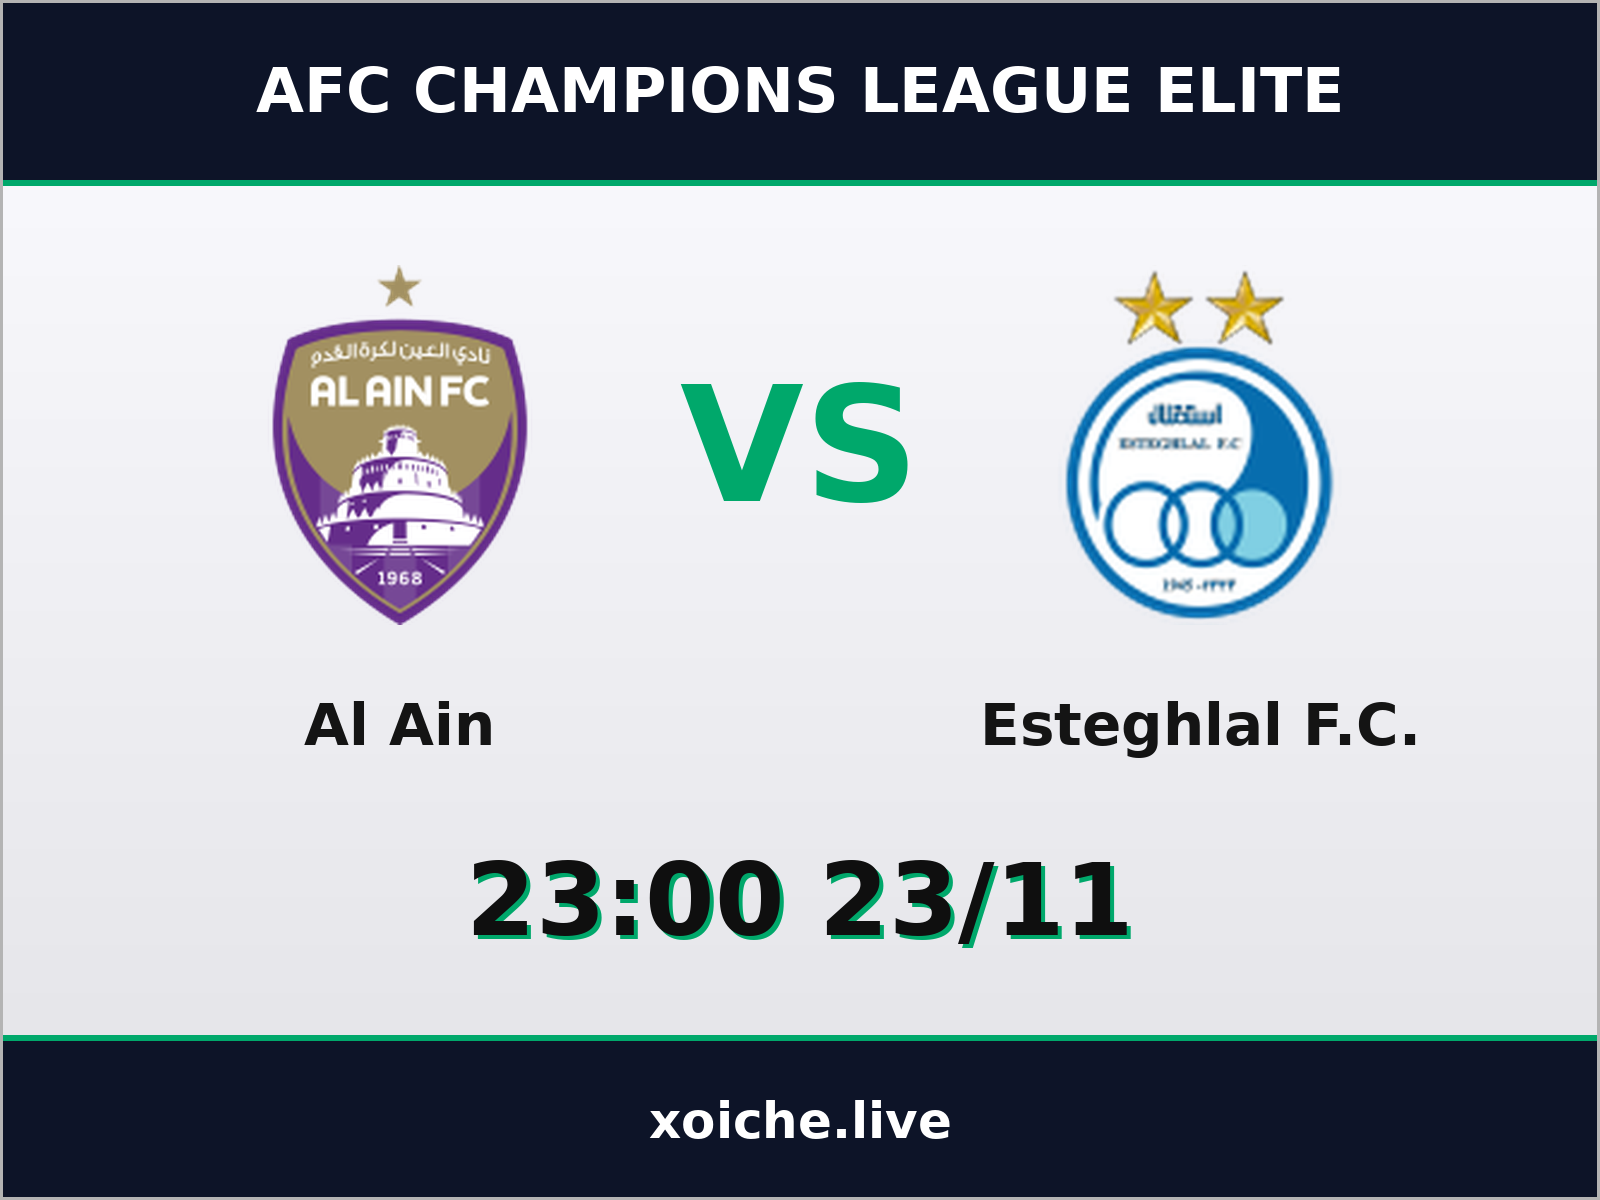 AFC CHAMPIONS LEAGUE ELITE
نادي العين لكرة القدم
AL AIN FC
1968
VS
ESTEGHLAL F.C
Al Ain
Esteghlal F.C.
23:00 23/11
xoiche.live